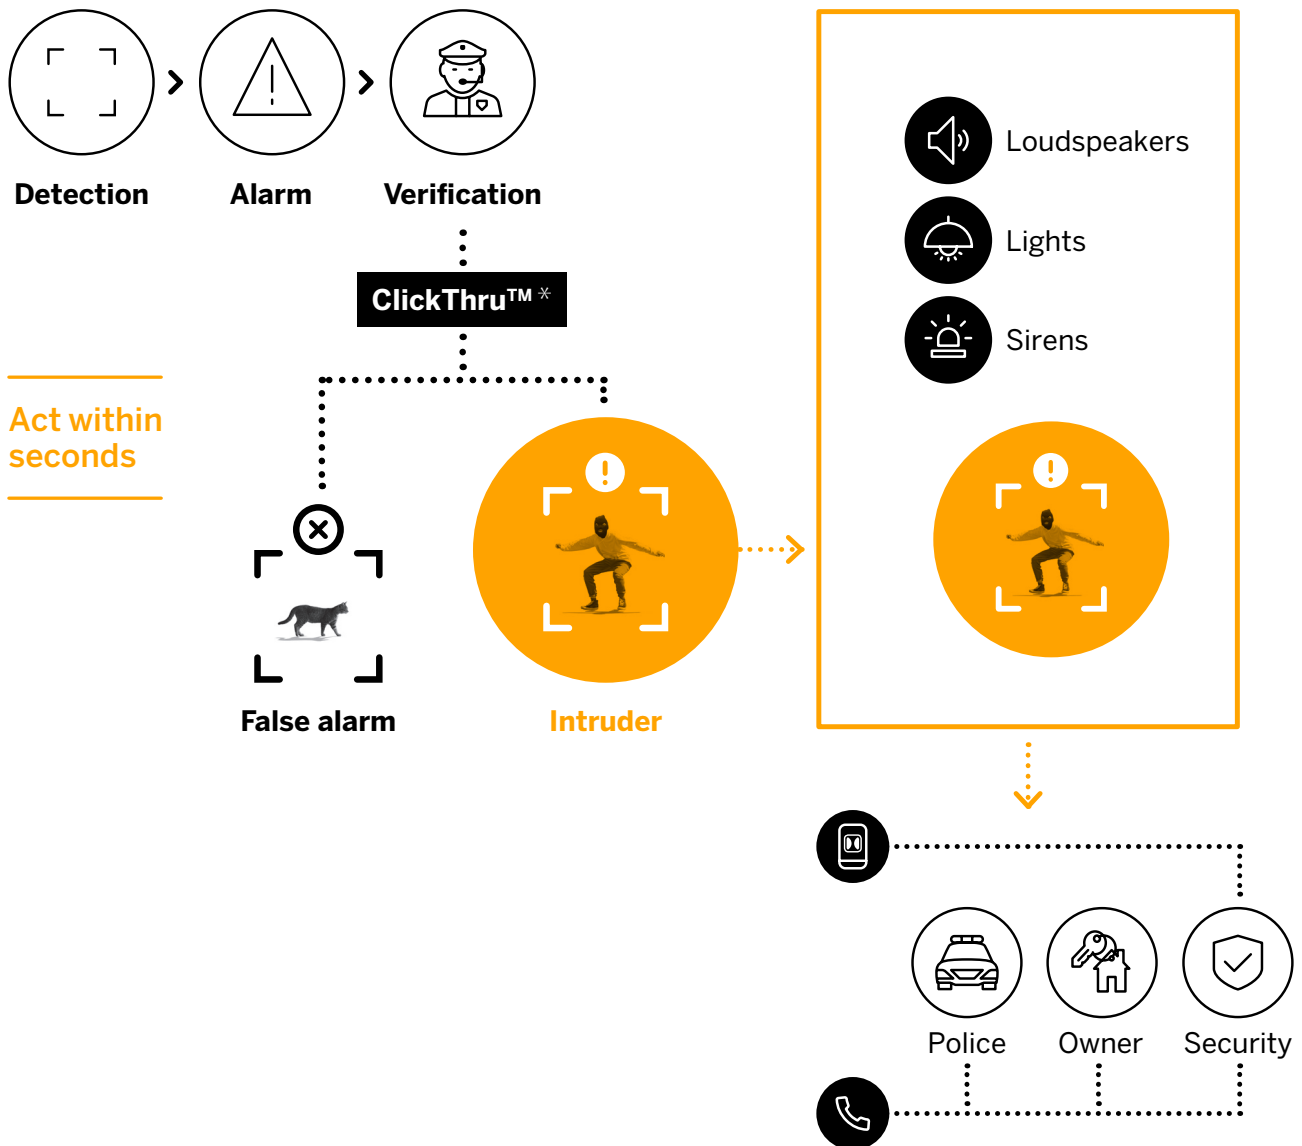 Detection
Alarm
Verification
ClickThru™ *
Act within
seconds
False alarm
Intruder
Loudspeakers
Lights
Sirens
Police
Owner
Security